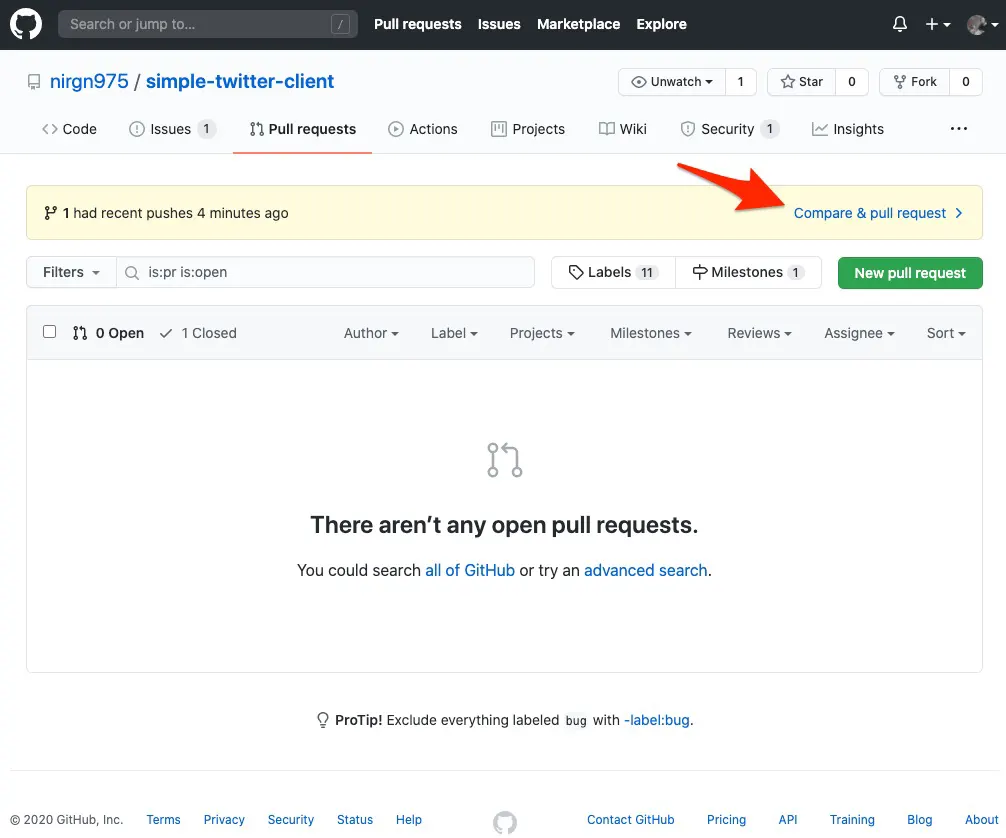 Search or jump to... / Pull requests Issues Marketplace Explore
nirgn975 / simple-twitter-client Unwatch 1 Star 0 Fork 0
Code Issues 1 Pull requests Actions Projects Wiki Security 1 Insights ...
1 had recent pushes 4 minutes ago Compare & pull request
Filters is:pr is:open Labels 11 Milestones 1 New pull request
0 Open 1 Closed Author Label Projects Milestones Reviews Assignee Sort
There aren’t any open pull requests.
You could search all of GitHub or try an advanced search.
ProTip! Exclude everything labeled bug with -label:bug.
© 2020 GitHub, Inc. Terms Privacy Security Status Help Contact GitHub Pricing API Training Blog About